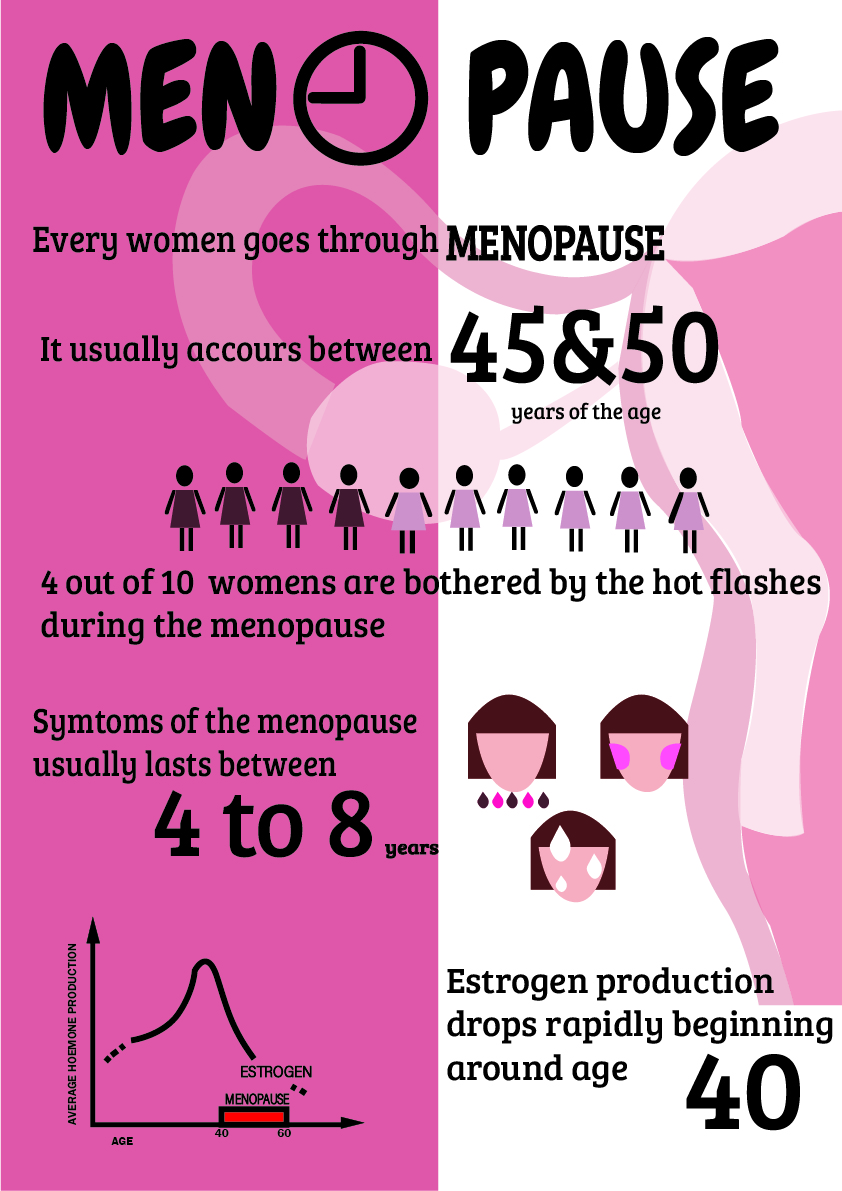 MEN PAUSE
Every women goes through MENOPAUSE
It usually accours between 45&50
years of the age
4 out of 10 womens are bothered by the hot flashes
during the menopause
Symtoms of the menopause
usually lasts between
4 to 8 years
AVERAGE HOEMONE PRODUCTION
ESTROGEN
MENOPAUSE
40 60
AGE
Estrogen production
drops rapidly beginning
around age 40